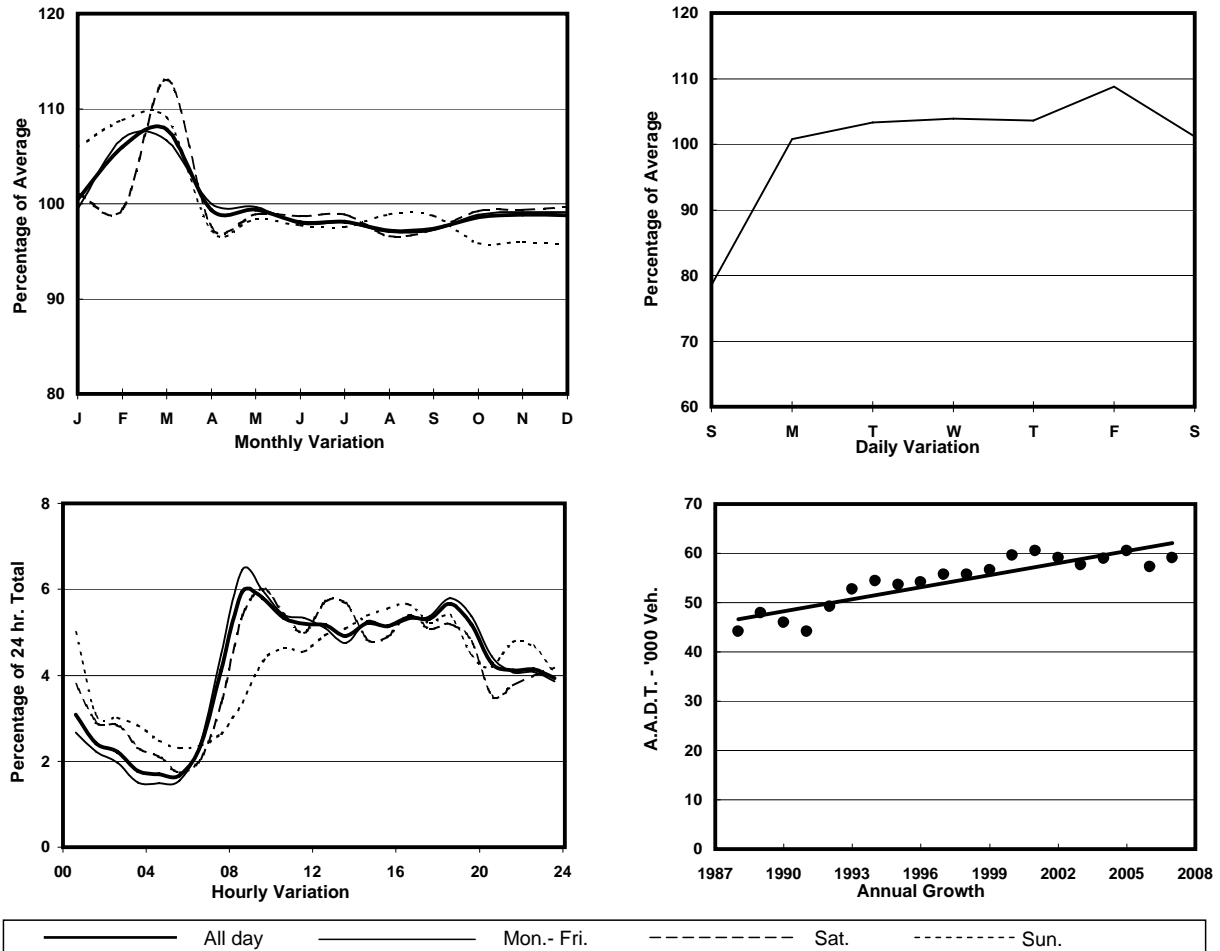 120
110
100
90
80
Percentage of Average
J F M A M J J A S O N D
Monthly Variation
120
110
100
90
80
70
60
Percentage of Average
S M T W T F S
Daily Variation
8
6
4
2
0
Percentage of 24 hr. Total
00 04 08 12 16 20 24
Hourly Variation
70
60
50
40
30
20
10
0
A.A.D.T. - '000 Veh.
1987 1990 1993 1996 1999 2002 2005 2008
Annual Growth
All day Mon.- Fri. Sat. Sun.